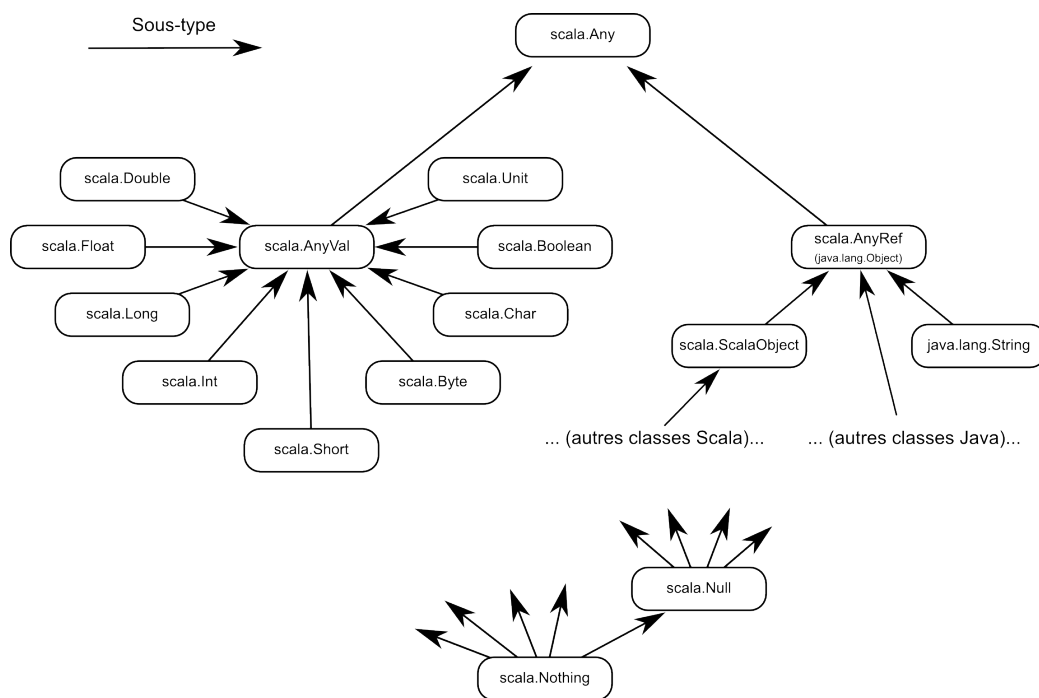 Sous-type
scala.Any
scala.Double
scala.Unit
scala.Float
scala.AnyVal
scala.Boolean
scala.AnyRef
(java.lang.Object)
scala.Long
scala.Char
scala.ScalaObject
java.lang.String
scala.Int
scala.Byte
... (autres classes Scala)...
... (autres classes Java)...
scala.Short
scala.Null
scala.Nothing